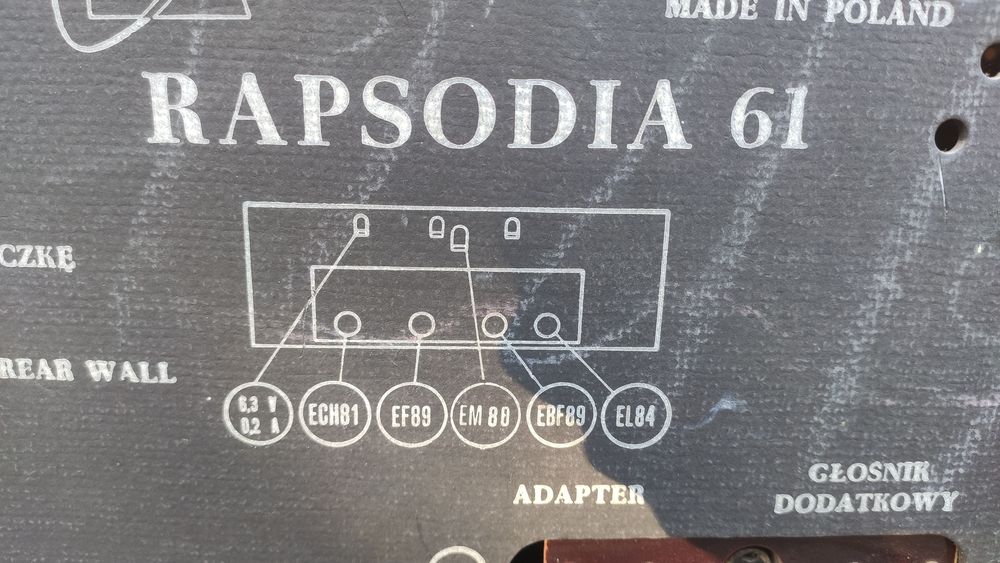 MADE IN POLAND
RAPSODIA 61
CZKĘ
REAR WALL
6,3 V
0,2 A
ECH81
EF89
EM 80
EBF89
EL84
ADAPTER
GŁOSNIK
DODATKOWY